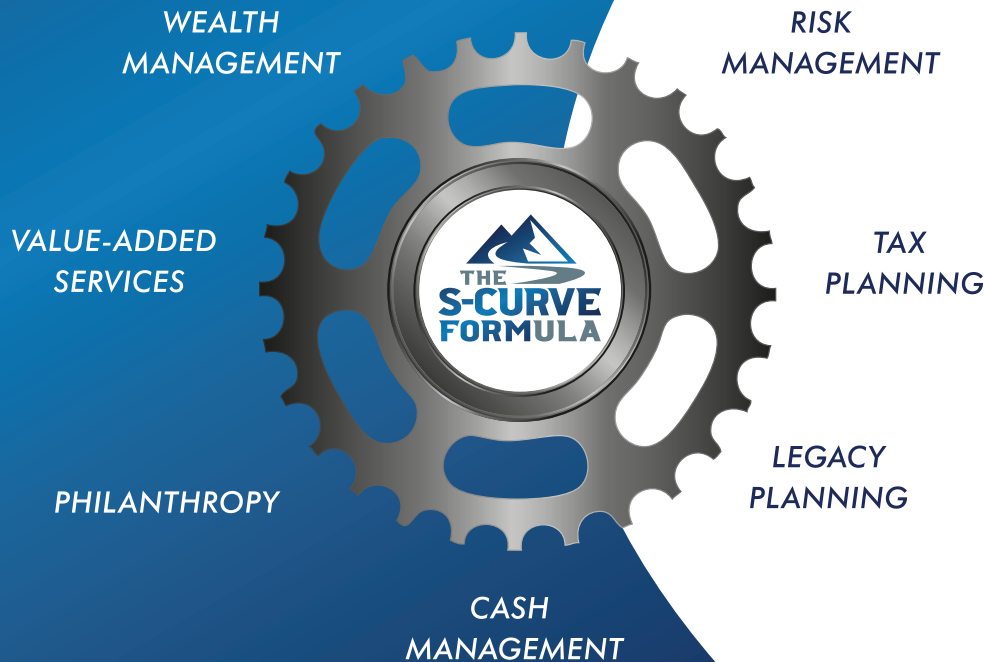 WEALTH
MANAGEMENT
RISK
MANAGEMENT
VALUE-ADDED
SERVICES
TAX
PLANNING
THE
S-CURVE
FORMULA
LEGACY
PLANNING
PHILANTHROPY
CASH
MANAGEMENT